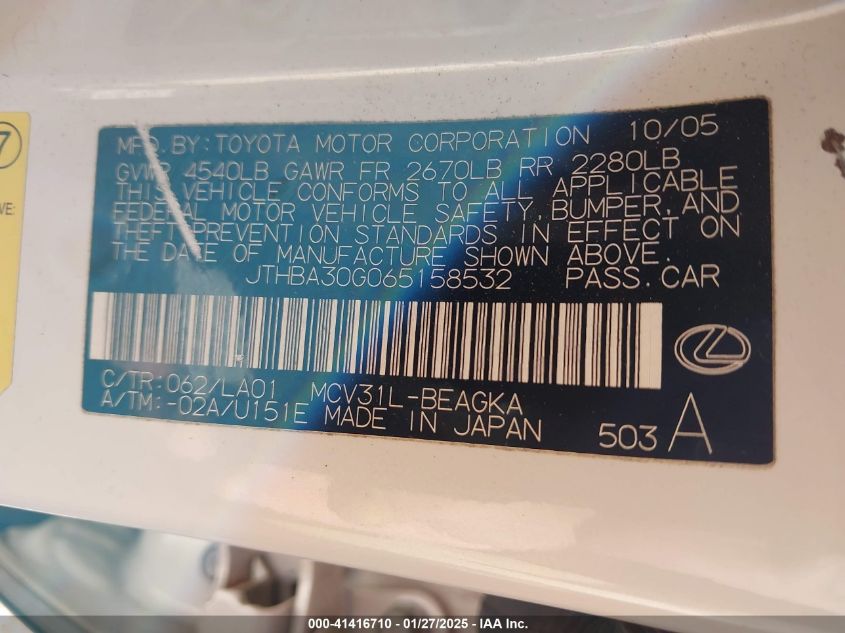 7
VE:
MFD. BY: TOYOTA MOTOR CORPORATION 10/05
GVWR 4540LB GAWR FR 2670LB RR 2280LB
THIS VEHICLE CONFORMS TO ALL APPLICABLE
FEDERAL MOTOR VEHICLE SAFETY, BUMPER, AND
THEFT PREVENTION STANDARDS IN EFFECT ON
THE DATE OF MANUFACTURE SHOWN ABOVE.
JTHBA30G065158532 PASS. CAR
C/TR: 062/LA01 MCV31L-BEAGKA
A/TM: -02A/U151E MADE IN JAPAN 503 A
000-41416710 | 01/27/2025 | IAA Inc.